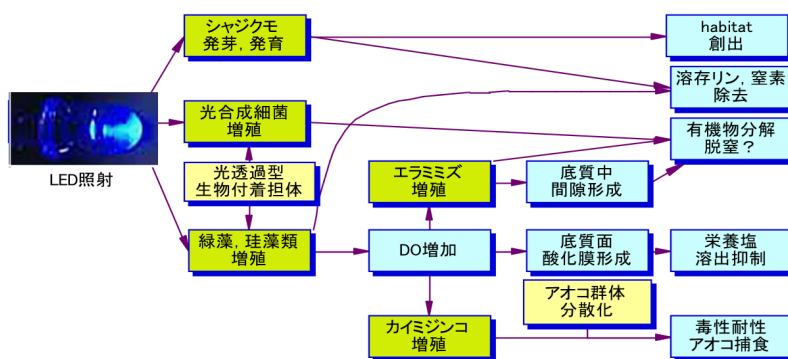 シャジクモ
発芽, 発育
habitat
創出
溶存リン, 窒素
除去
光合成細菌
増殖
有機物分解
脱窒？
LED照射
光透過型
生物付着担体
エラミミズ
増殖
底質中
間隙形成
緑藻, 珪藻類
増殖
DO増加
底質面
酸化膜形成
栄養塩
溶出抑制
アオコ群体
分散化
カイミジンコ
増殖
毒性耐性
アオコ捕食